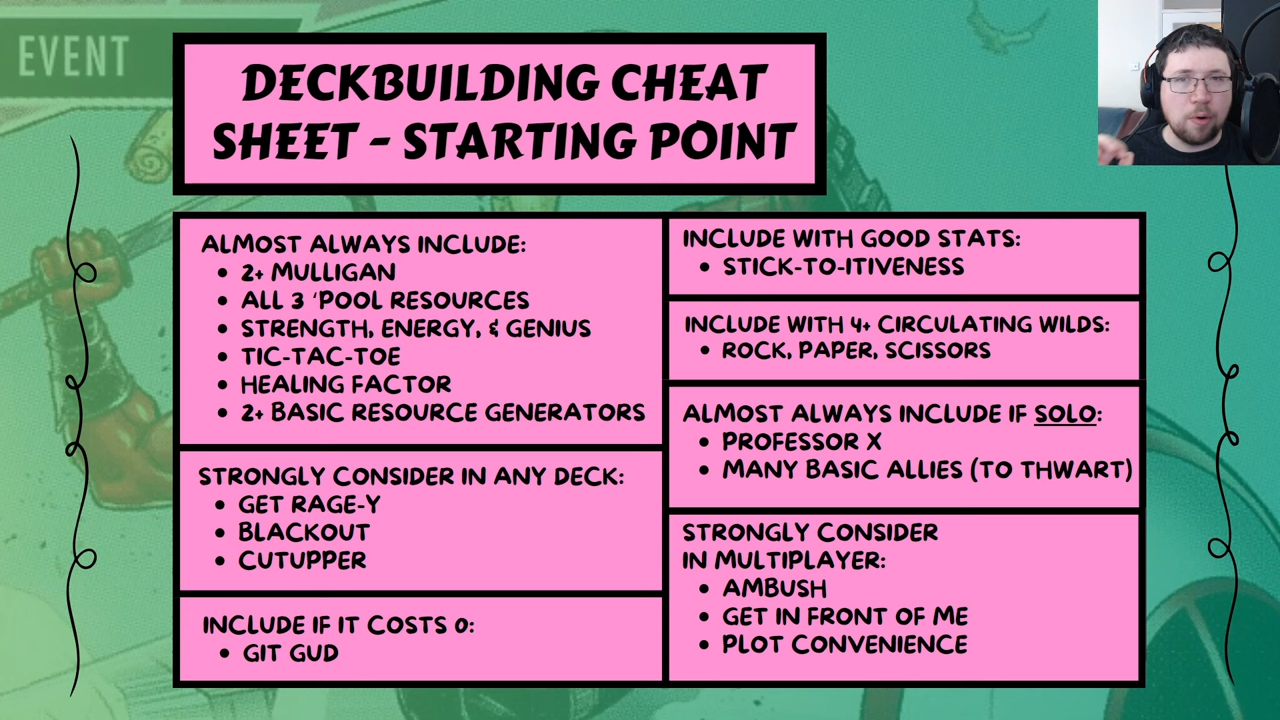 EVENT
DECKBUILDING CHEAT
SHEET - STARTING POINT
ALMOST ALWAYS INCLUDE:
• 2+ MULLIGAN
• ALL 3 'POOL RESOURCES
• STRENGTH, ENERGY, & GENIUS
• TIC-TAC-TOE
• HEALING FACTOR
• 2+ BASIC RESOURCE GENERATORS
STRONGLY CONSIDER IN ANY DECK:
• GET RAGE-Y
• BLACKOUT
• CUTUPPER
INCLUDE IF IT COSTS 0:
• GIT GUD
INCLUDE WITH GOOD STATS:
• STICK-TO-ITIVENESS
INCLUDE WITH 4+ CIRCULATING WILDS:
• ROCK, PAPER, SCISSORS
ALMOST ALWAYS INCLUDE IF SOLO:
• PROFESSOR X
• MANY BASIC ALLIES (TO THWART)
STRONGLY CONSIDER
IN MULTIPLAYER:
• AMBUSH
• GET IN FRONT OF ME
• PLOT CONVENIENCE